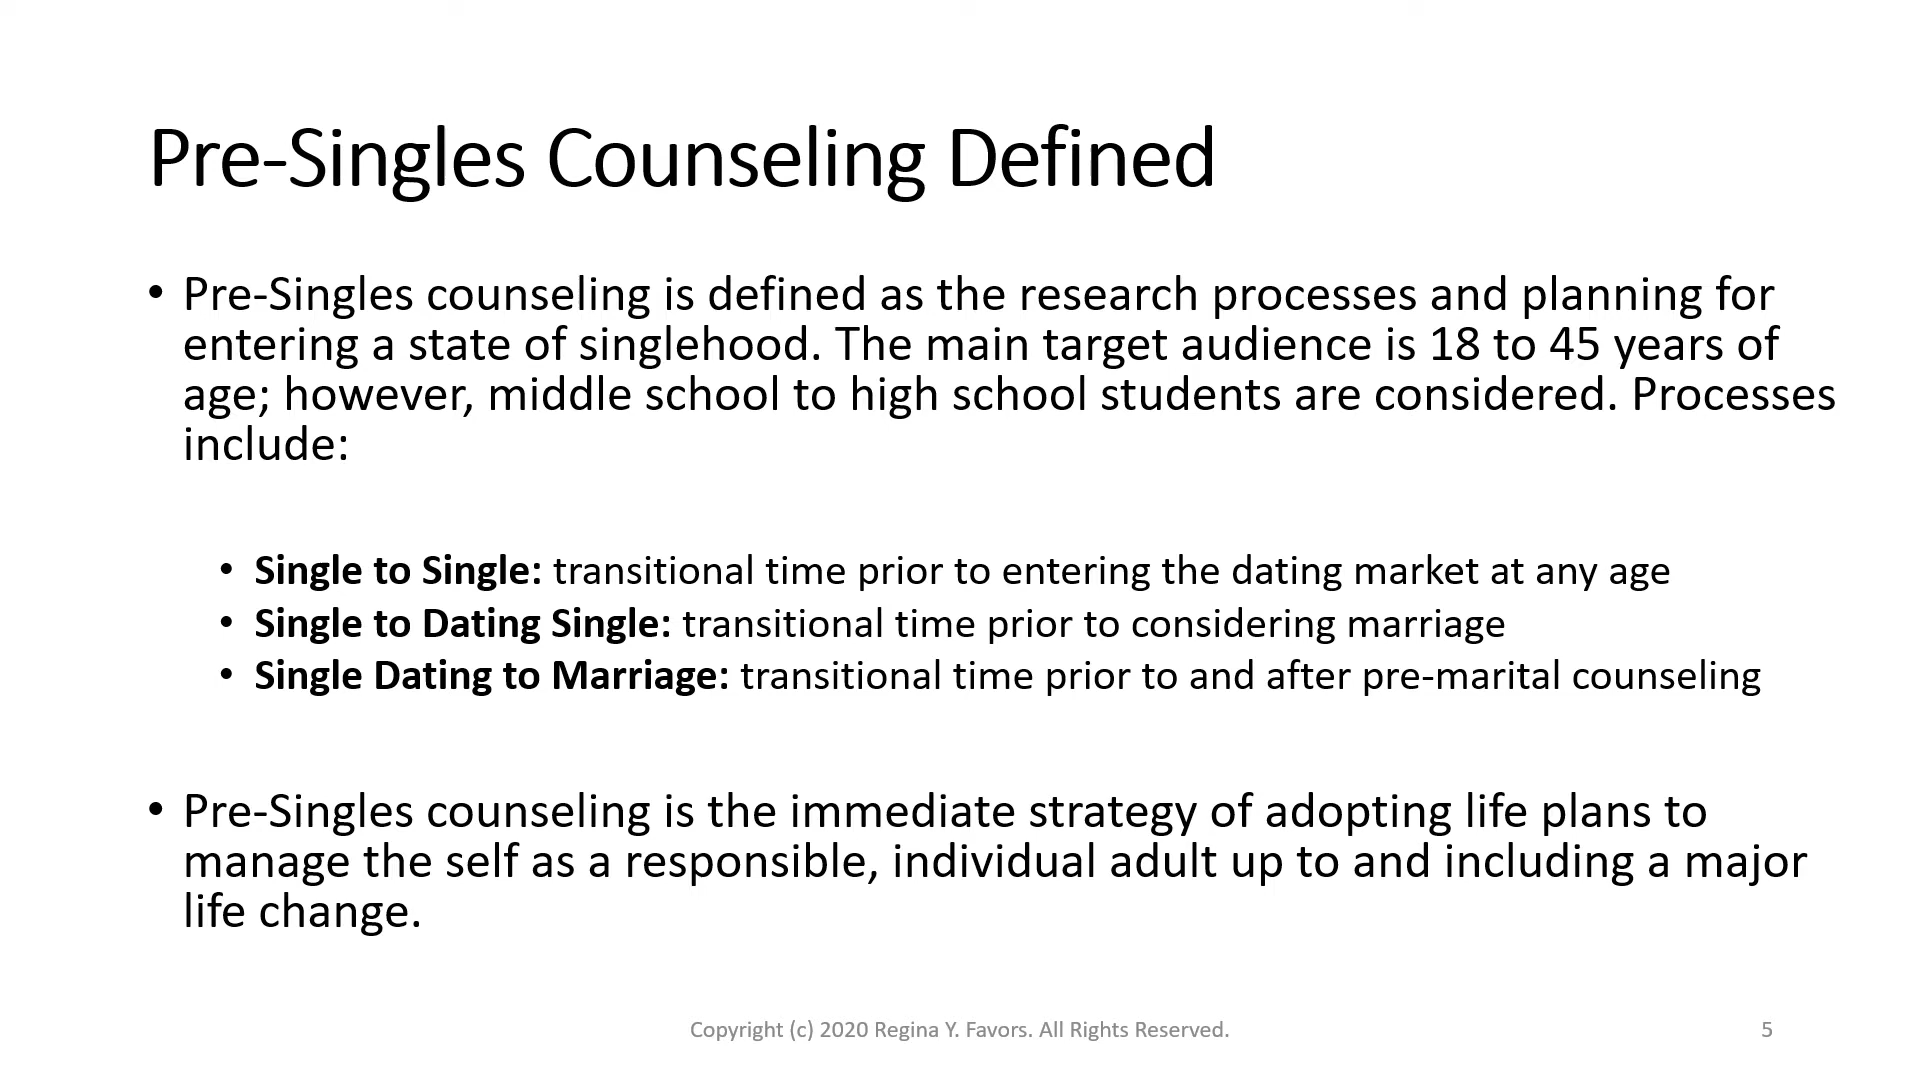 Pre-Singles Counseling Defined
• Pre-Singles counseling is defined as the research processes and planning for
entering a state of singlehood. The main target audience is 18 to 45 years of
age; however, middle school to high school students are considered. Processes
include:
• Single to Single: transitional time prior to entering the dating market at any age
• Single to Dating Single: transitional time prior to considering marriage
• Single Dating to Marriage: transitional time prior to and after pre-marital counseling
• Pre-Singles counseling is the immediate strategy of adopting life plans to
manage the self as a responsible, individual adult up to and including a major
life change.
Copyright (c) 2020 Regina Y. Favors. All Rights Reserved.
5